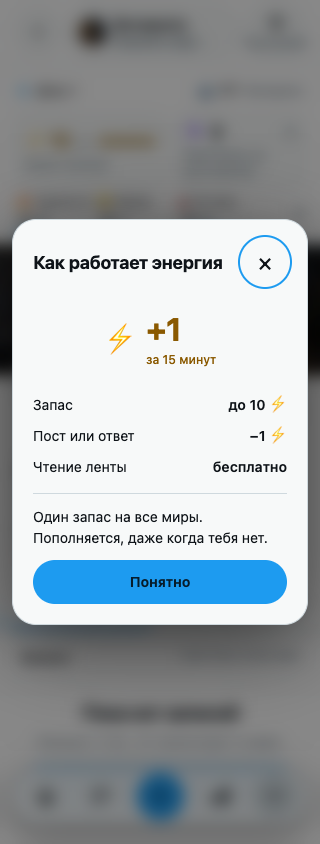 Как работает энергия
⚡ +1
за 15 минут
Запас до 10 ⚡
Пост или ответ −1 ⚡
Чтение ленты бесплатно
Один запас на все миры.
Пополняется, даже когда тебя нет.
Понятно